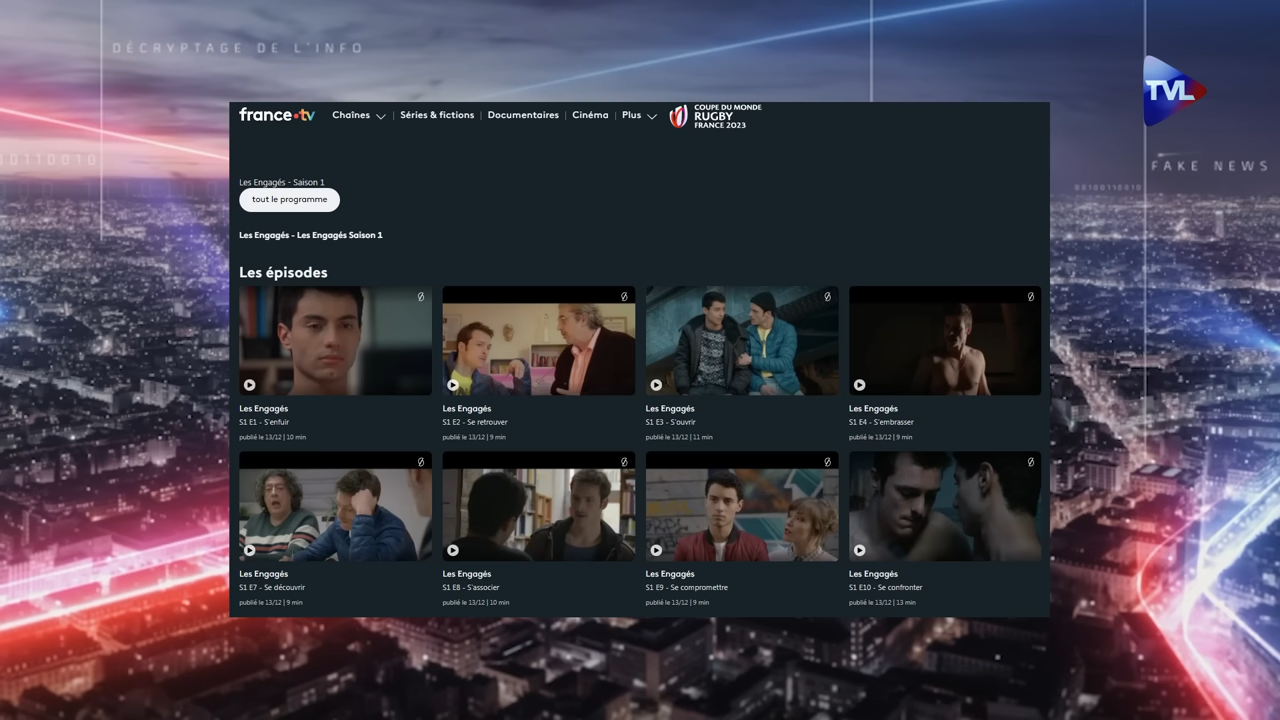 DÉCRYPTAGE DE L'INFO
TVL
FAKE NEWS
00110010
00100110010
france•tv
Chaînes | Séries & fictions | Documentaires | Cinéma | Plus
COUPE DU MONDE
RUGBY
FRANCE 2023
Les Engagés - Saison 1
tout le programme
Les Engagés - Les Engagés Saison 1
Les épisodes
Les Engagés
S1 E1 - S'enfuir
publié le 13/12 | 10 min
Les Engagés
S1 E2 - Se retrouver
publié le 13/12 | 9 min
Les Engagés
S1 E3 - S'ouvrir
publié le 13/12 | 11 min
Les Engagés
S1 E4 - S'embrasser
publié le 13/12 | 9 min
Les Engagés
S1 E7 - Se découvrir
publié le 13/12 | 9 min
Les Engagés
S1 E8 - S'associer
publié le 13/12 | 10 min
Les Engagés
S1 E9 - Se compromettre
publié le 13/12 | 9 min
Les Engagés
S1 E10 - Se confronter
publié le 13/12 | 13 min